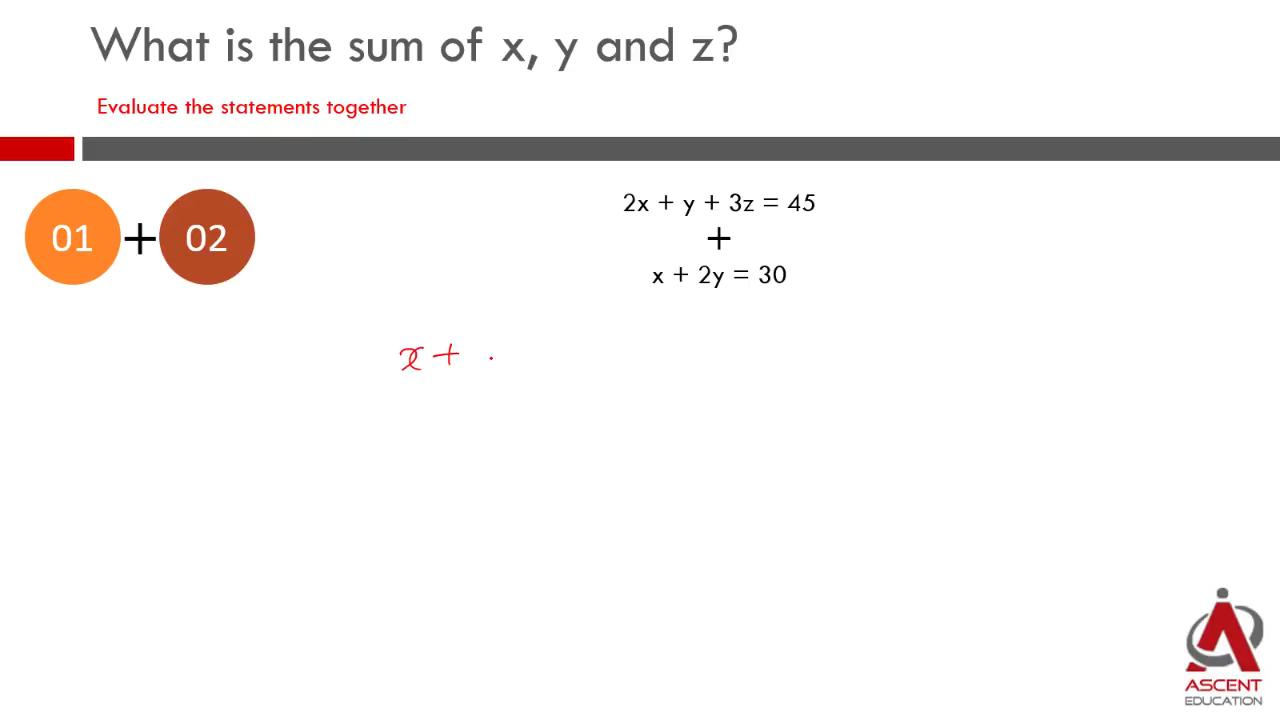 What is the sum of x, y and z?
Evaluate the statements together
01 + 02
2x + y + 3z = 45
+
x + 2y = 30
x +
ASCENT
EDUCATION